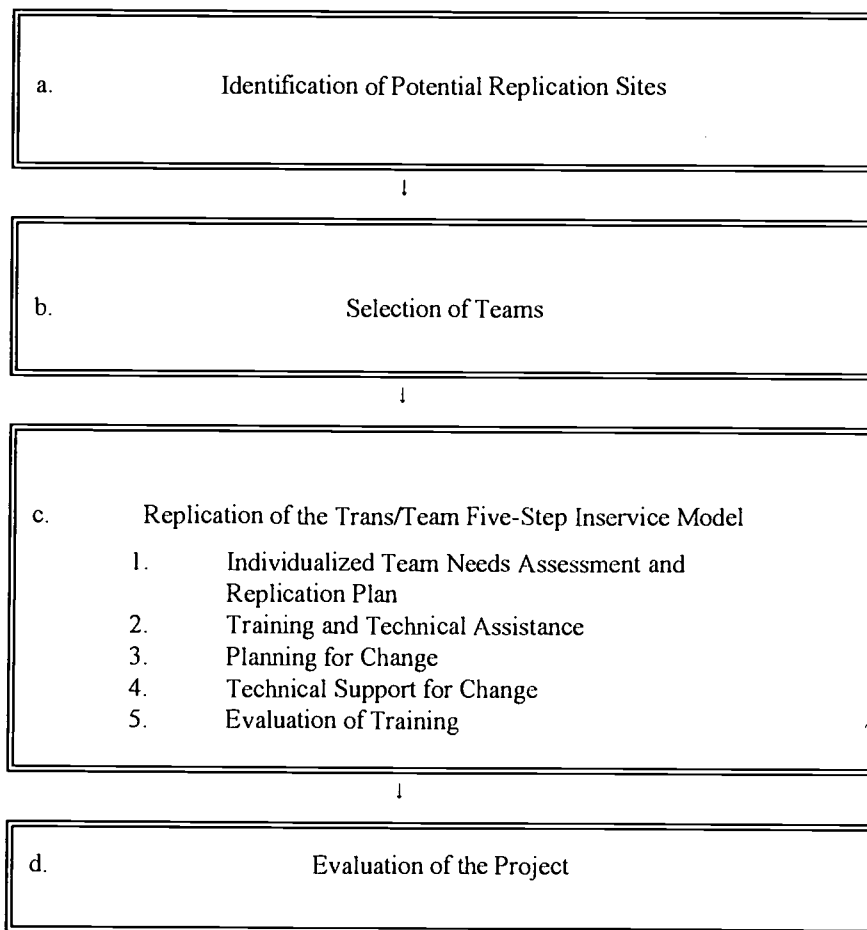 a. Identification of Potential Replication Sites
↓
b. Selection of Teams
↓
c. Replication of the Trans/Team Five-Step Inservice Model
1. Individualized Team Needs Assessment and
Replication Plan
2. Training and Technical Assistance
3. Planning for Change
4. Technical Support for Change
5. Evaluation of Training
↓
d. Evaluation of the Project